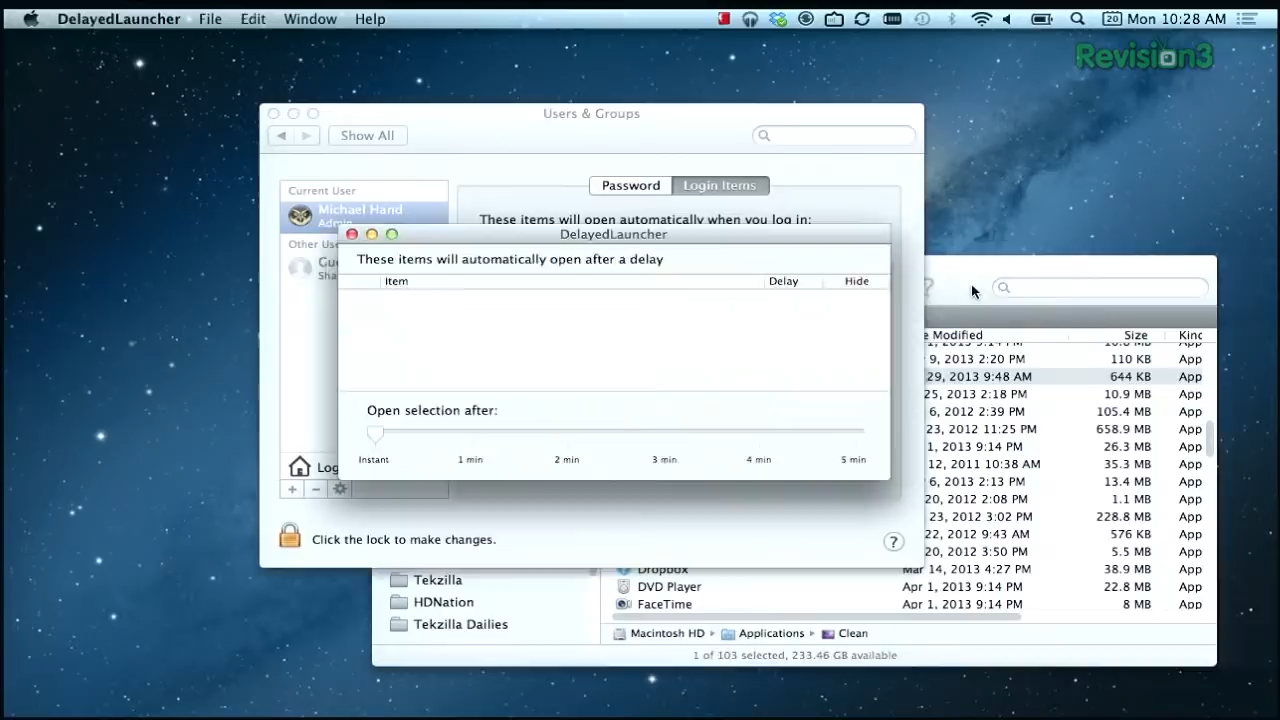 DelayedLauncher File Edit Window Help
20 Mon 10:28 AM
Revision3
Users & Groups
Show All
Current User
Password Login Items
Michael Hand
Admin
These items will open automatically when you log in:
Other Use
Gu
Sha
DelayedLauncher
These items will automatically open after a delay
Item Delay Hide
Open selection after:
Instant 1 min 2 min 3 min 4 min 5 min
Log
Click the lock to make changes.
?
e Modified Size Kind
9, 2013 2:20 PM 110 KB App
29, 2013 9:48 AM 644 KB App
25, 2013 2:18 PM 10.9 MB App
6, 2012 2:39 PM 105.4 MB App
23, 2012 11:25 PM 658.9 MB App
1, 2013 9:14 PM 26.3 MB App
12, 2011 10:38 AM 35.3 MB App
6, 2013 2:13 PM 13.4 MB App
20, 2012 2:08 PM 1.1 MB App
23, 2012 3:02 PM 228.8 MB App
22, 2012 9:43 AM 576 KB App
20, 2012 3:50 PM 5.5 MB App
Dropbox Mar 14, 2013 4:27 PM 38.9 MB App
DVD Player Apr 1, 2013 9:14 PM 22.8 MB App
FaceTime Apr 1, 2013 9:14 PM 8 MB App
Tekzilla
HDNation
Tekzilla Dailies
Macintosh HD Applications Clean
1 of 103 selected, 233.46 GB available